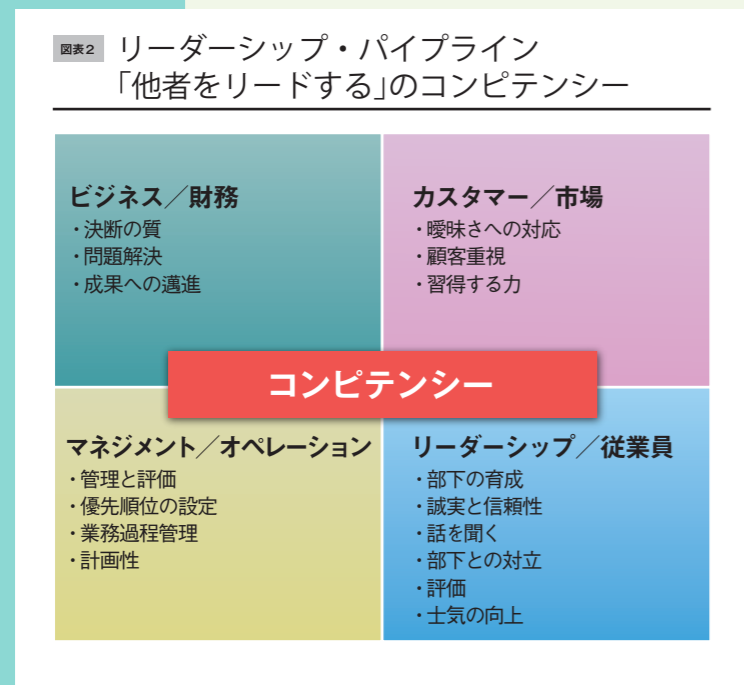 図表2 リーダーシップ・パイプライン
「他者をリードする」のコンピテンシー
ビジネス／財務
・決断の質
・問題解決
・成果への邁進
カスタマー／市場
・曖昧さへの対応
・顧客重視
・習得する力
コンピテンシー
マネジメント／オペレーション
・管理と評価
・優先順位の設定
・業務過程管理
・計画性
リーダーシップ／従業員
・部下の育成
・誠実と信頼性
・話を聞く
・部下との対立
・評価
・士気の向上